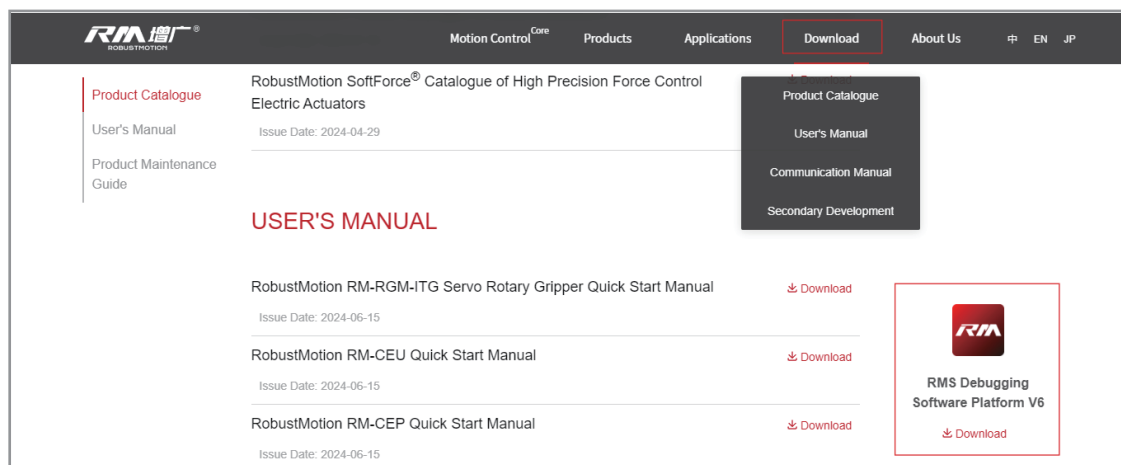 RM 增广®
ROBUSTMOTION
Motion Control Core
Products
Applications
Download
About Us
中 EN JP
Product Catalogue
User's Manual
Product Maintenance
Guide
RobustMotion SoftForce® Catalogue of High Precision Force Control
Electric Actuators
Issue Date: 2024-04-29
Product Catalogue
User's Manual
Communication Manual
Secondary Development
USER'S MANUAL
RobustMotion RM-RGM-ITG Servo Rotary Gripper Quick Start Manual
Download
Issue Date: 2024-06-15
RobustMotion RM-CEU Quick Start Manual
Download
Issue Date: 2024-06-15
RobustMotion RM-CEP Quick Start Manual
Download
Issue Date: 2024-06-15
RM
RMS Debugging
Software Platform V6
Download